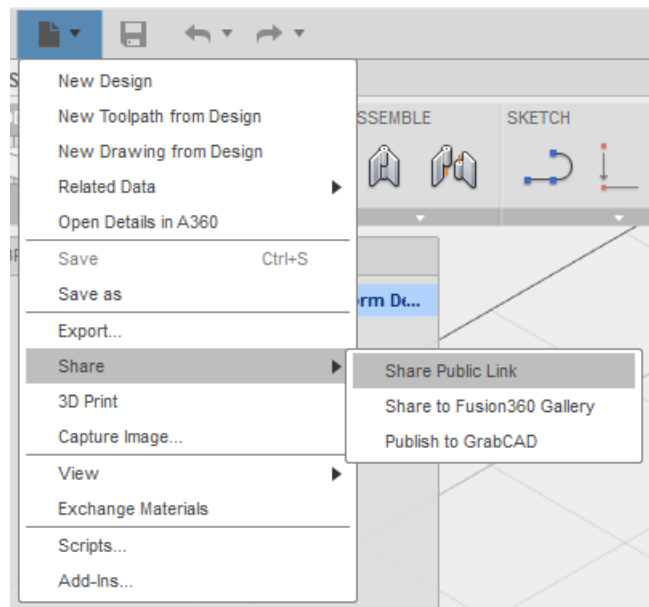 New Design
New Toolpath from Design
New Drawing from Design
Related Data
Open Details in A360
Save Ctrl+S
Save as
Export...
Share
3D Print
Capture Image...
View
Exchange Materials
Scripts...
Add-Ins...
Share Public Link
Share to Fusion360 Gallery
Publish to GrabCAD
SSEMBLE
SKETCH
rm De...